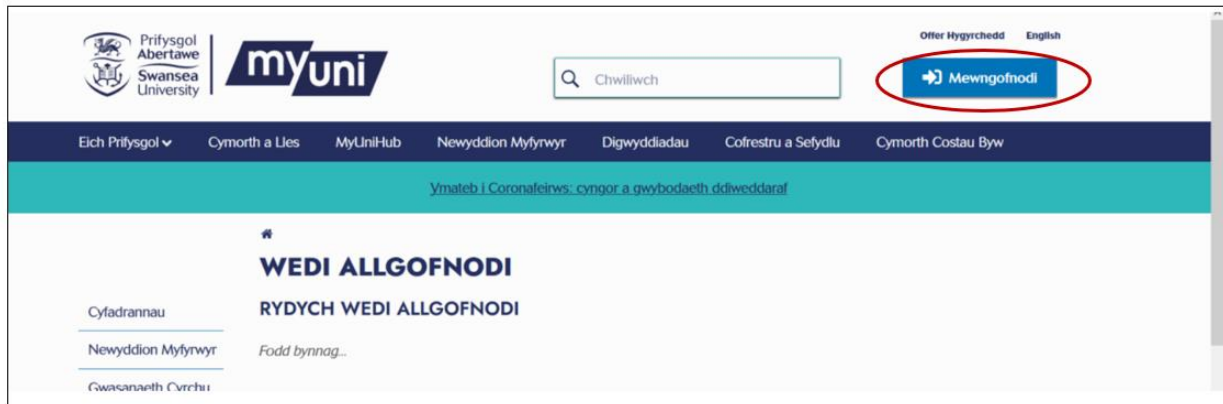 Prifysgol
Abertawe
Swansea
University
myuni
Chwiliwch
Offer Hygyrchedd English
Mewngofnodi
Eich Prifysgol Cymorth a Lles MyUniHub Newyddion Myfyrwyr Digwyddiadau Cofrestru a Sefydlu Cymorth Costau Byw
Ymateb i Coronafeirws: cyngor a gwybodaeth ddiweddaraf
WEDI ALLGOFNODI
RYDYCH WEDI ALLGOFNODI
Fodd bynnag...
Cyfadrannau
Newyddion Myfyrwyr
Gwasanaeth Cyrchu